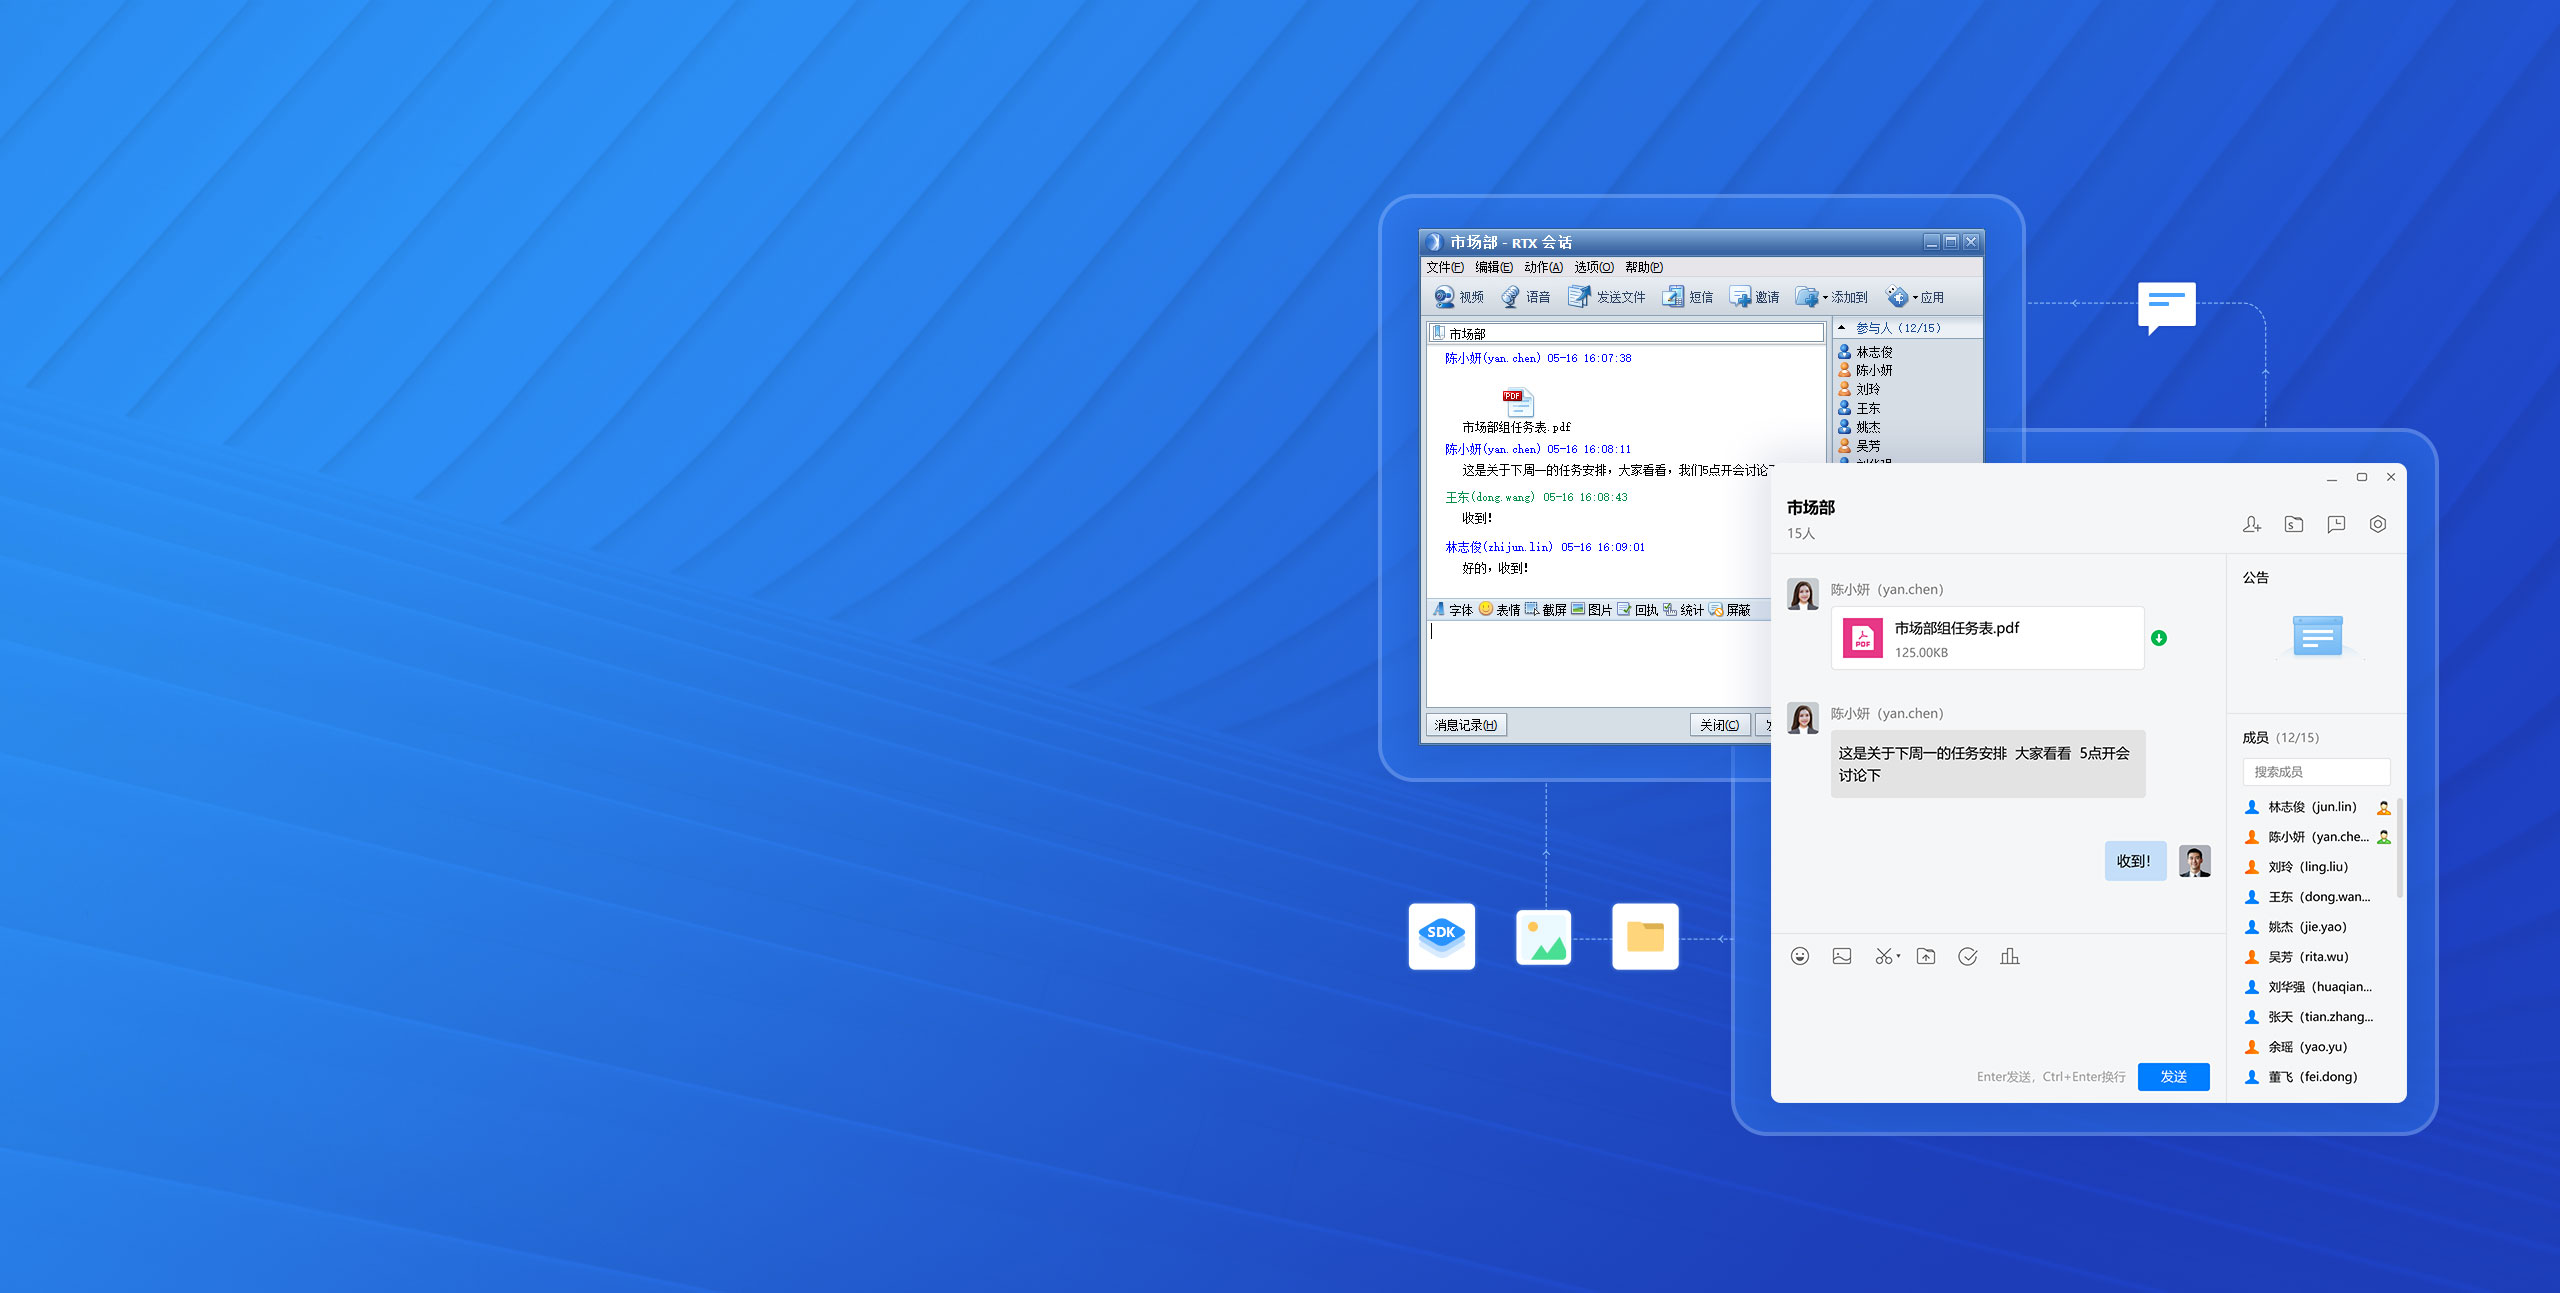 市场部 - RTX 会话
文件(F) 编辑(E) 动作(A) 选项(O) 帮助(P)
视频 语音 发送文件 短信 邀请 添加到 应用
市场部
陈小妍(yan.chen) 05-16 16:07:38
PDF
市场部组任务表.pdf
陈小妍(yan.chen) 05-16 16:08:11
这是关于下周一的任务安排，大家看看，我们5点开会讨论
王东(dong.wang) 05-16 16:08:43
收到！
林志俊(zhijun.lin) 05-16 16:09:01
好的，收到！
字体 表情 截屏 图片 回执 统计 屏蔽
消息记录(H) 关闭(C)
参与人（12/15）
林志俊
陈小妍
刘玲
王东
姚杰
吴芳
市场部
15人
陈小妍（yan.chen）
PDF
市场部组任务表.pdf
125.00KB
陈小妍（yan.chen）
这是关于下周一的任务安排 大家看看 5点开会
讨论下
收到！
Enter发送，Ctrl+Enter换行 发送
公告
成员（12/15）
搜索成员
林志俊（jun.lin）
陈小妍（yan.che...
刘玲（ling.liu）
王东（dong.wan...
姚杰（jie.yao）
吴芳（rita.wu）
刘华强（huaqian...
张天（tian.zhang...
余瑶（yao.yu）
董飞（fei.dong）
SDK